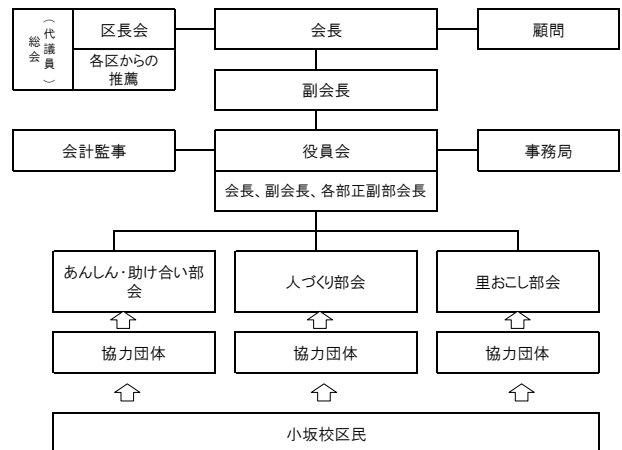 総会
（代議員）
区長会
会長
顧問
各区からの
推薦
副会長
会計監事
役員会
事務局
会長、副会長、各部正副部会長
あんしん・助け合い部
会
人づくり部会
里おこし部会
協力団体
協力団体
協力団体
小坂校区民